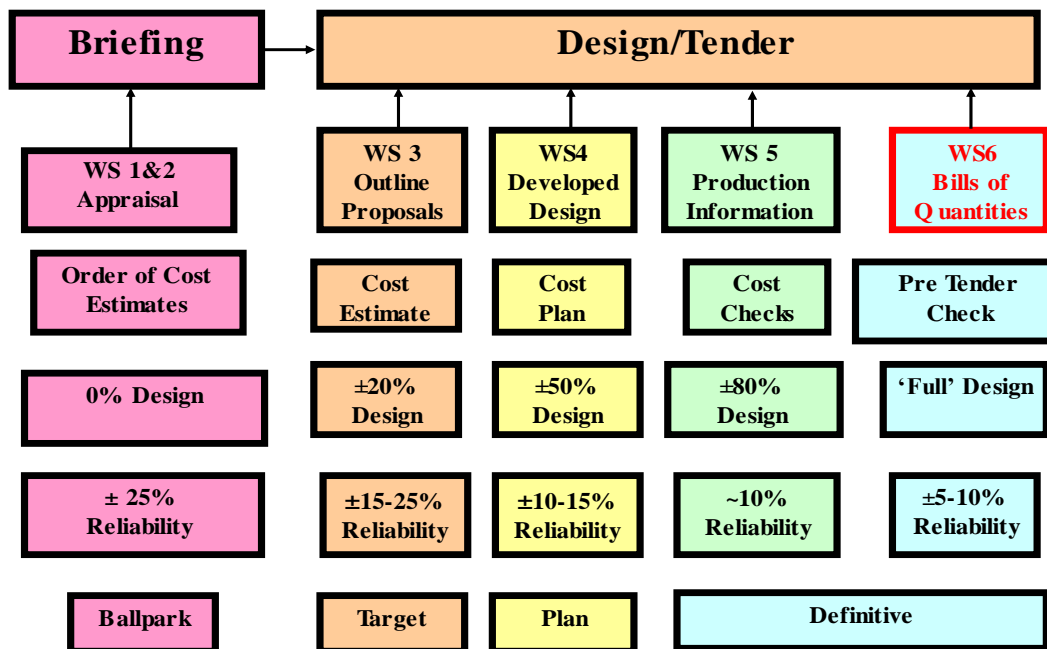 Briefing
Design/Tender
WS 1&2
Appraisal
WS 3
Outline
Proposals
WS4
Developed
Design
WS 5
Production
Information
WS6
Bills of
Quantities
Order of Cost
Estimates
Cost
Estimate
Cost
Plan
Cost
Checks
Pre Tender
Check
0% Design
±20%
Design
±50%
Design
±80%
Design
‘Full’ Design
± 25%
Reliability
±15-25%
Reliability
±10-15%
Reliability
~10%
Reliability
±5-10%
Reliability
Ballpark
Target
Plan
Definitive